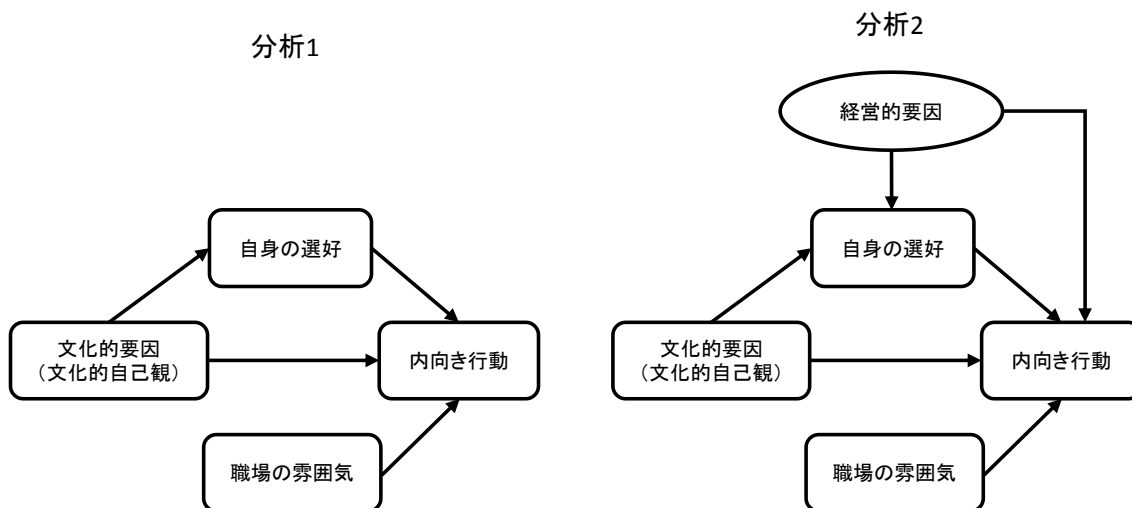 分析1
自身の選好
文化的要因
（文化的自己観）
内向き行動
職場の雰囲気
分析2
経営的要因
自身の選好
文化的要因
（文化的自己観）
内向き行動
職場の雰囲気